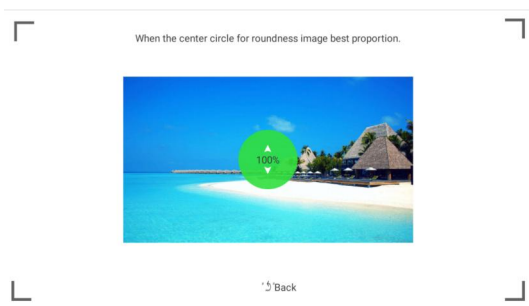 When the center circle for roundness image best proportion.
100%
Back